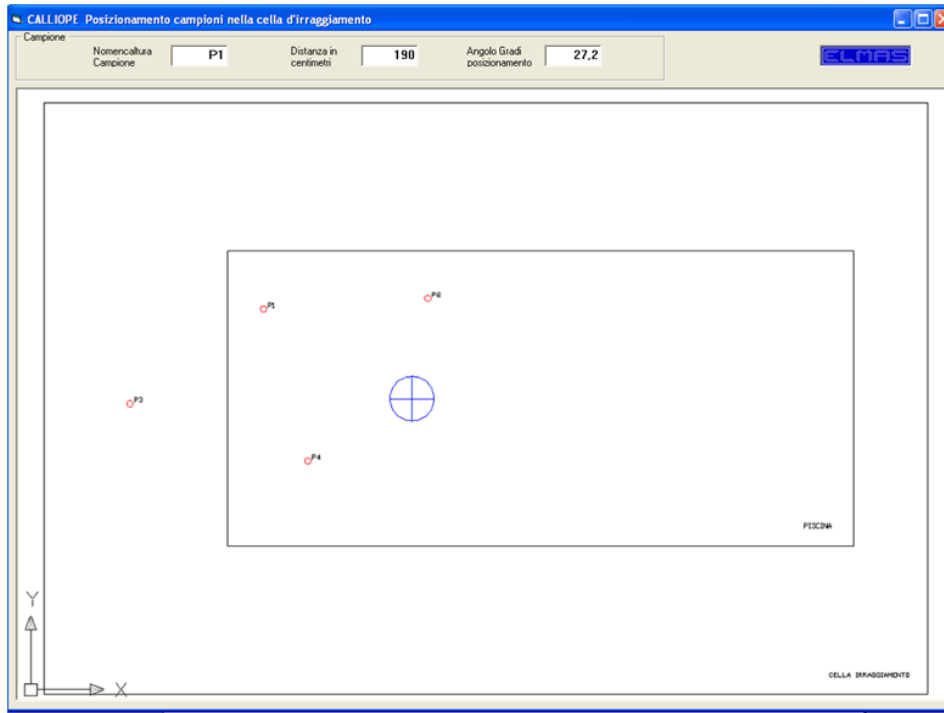 CALLIOPE Posizionamento campioni nella cella d'irraggiamento
Campione
Nomencaltura Campione
P1
Distanza in centimetri
190
Angolo Gradi posizionamento
27,2
ELMAS
P2
P1
P3
P4
PISCINA
Y
CELLA IRRAGGIAMENTO
X